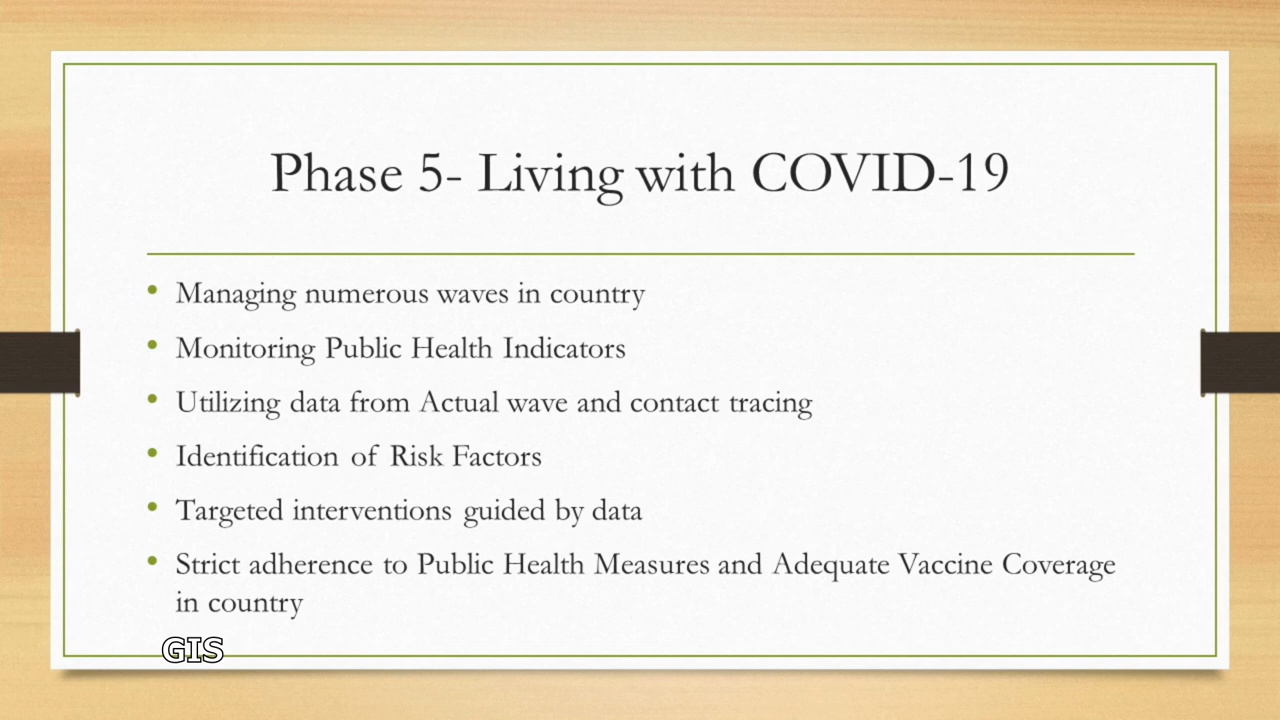 Phase 5- Living with COVID-19
• Managing numerous waves in country
• Monitoring Public Health Indicators
• Utilizing data from Actual wave and contact tracing
• Identification of Risk Factors
• Targeted interventions guided by data
• Strict adherence to Public Health Measures and Adequate Vaccine Coverage
in country
GIS